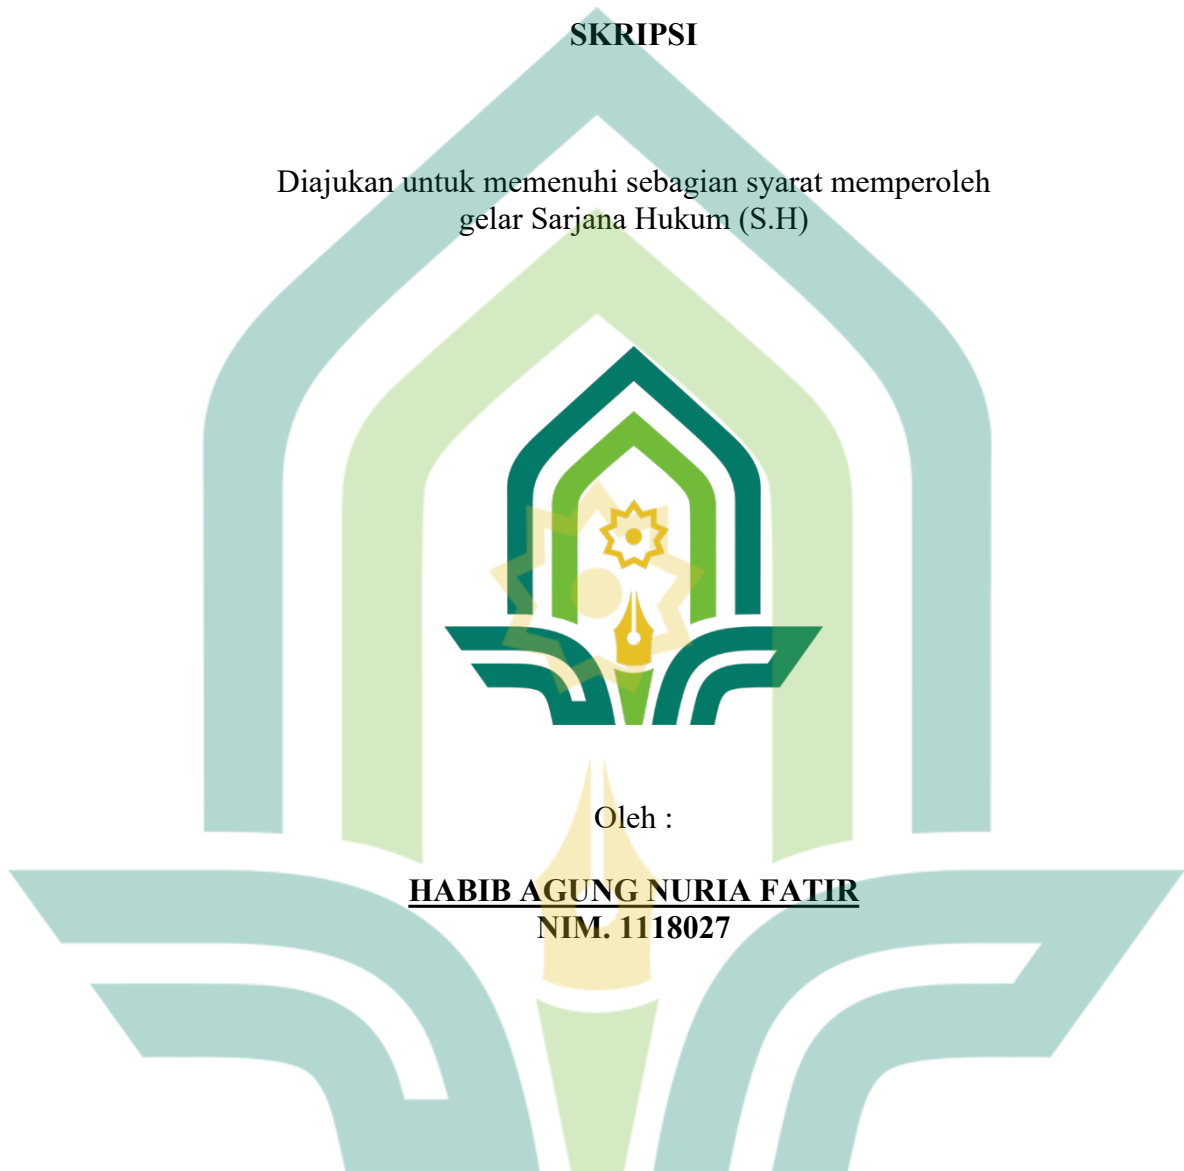 SKRIPSI
Diajukan untuk memenuhi sebagian syarat memperoleh
gelar Sarjana Hukum (S.H)
Oleh :
HABIB AGUNG NURIA FATIR
NIM. 1118027